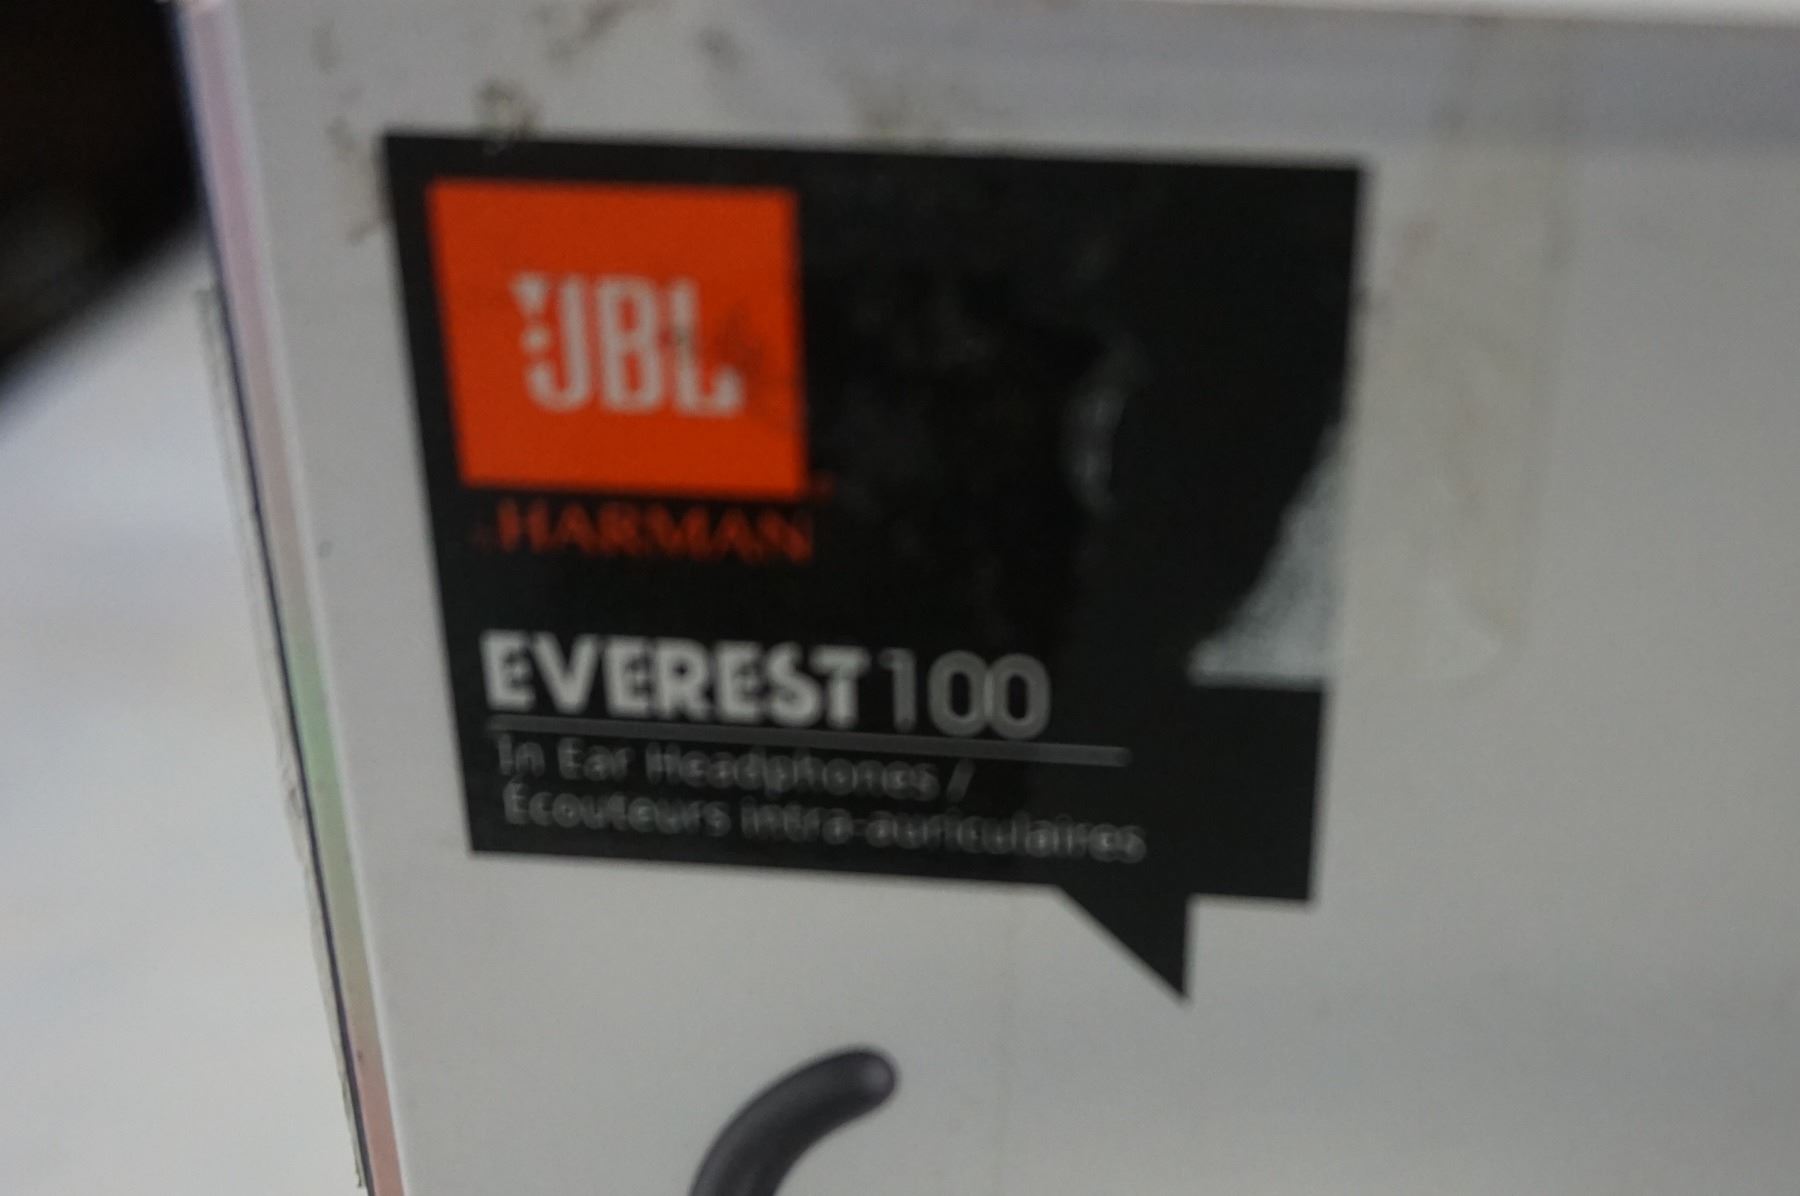 JBL
HARMAN
EVEREST 100
In Ear Headphones /
Écouteurs intra-auriculaires